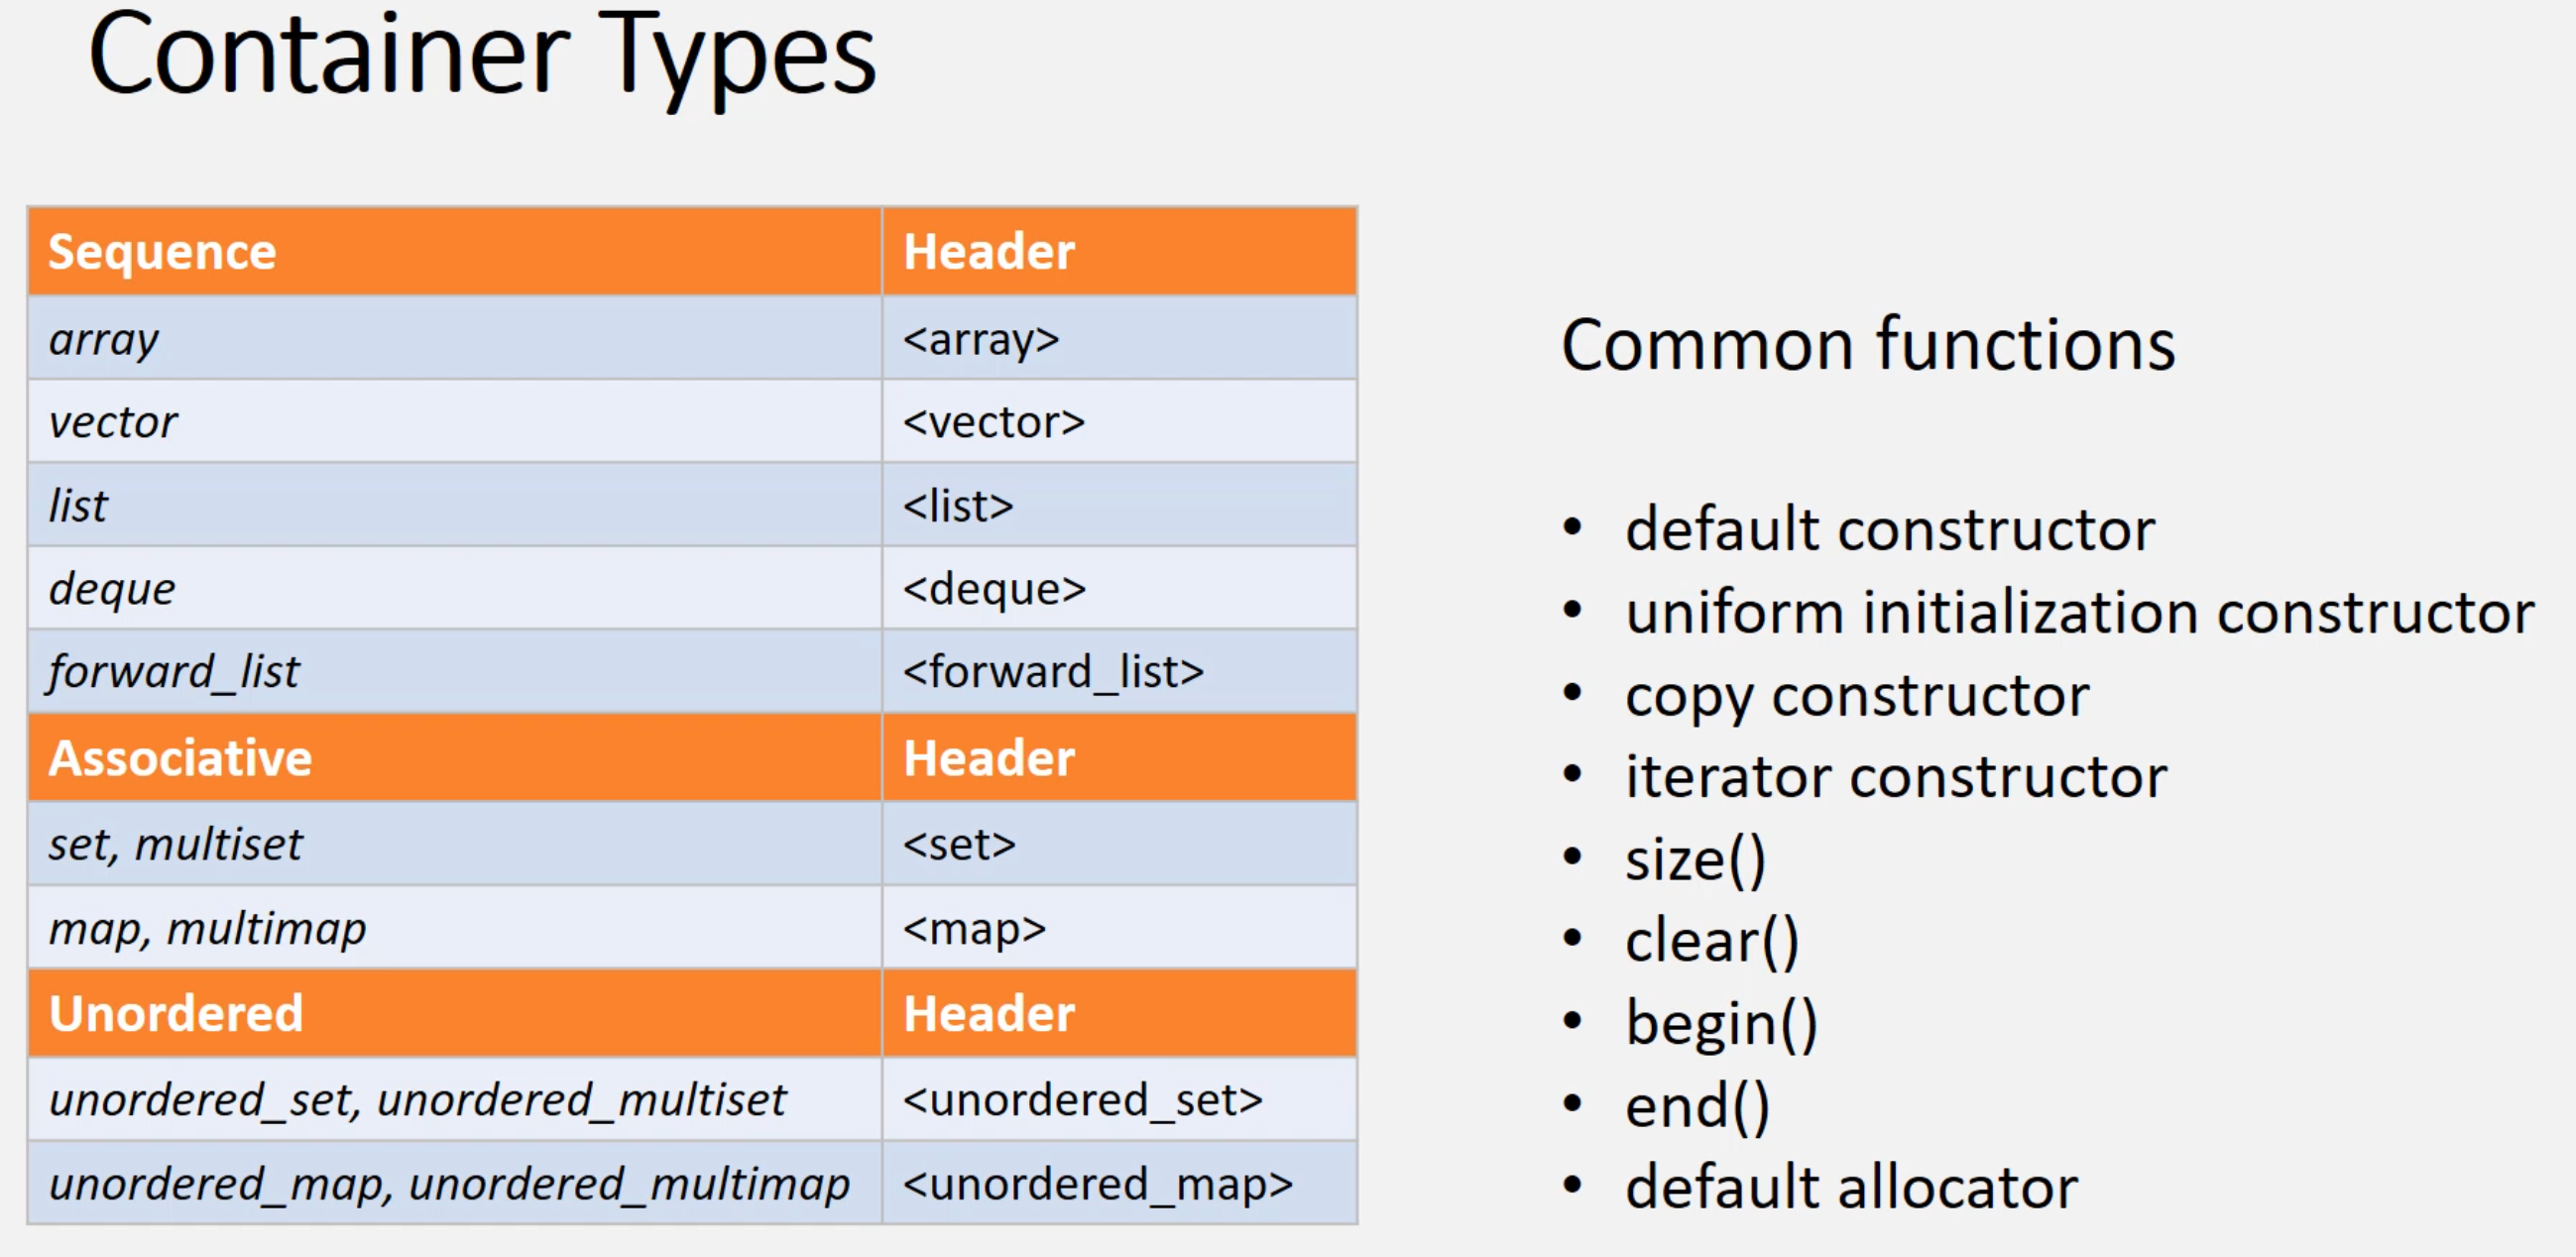 Container Types
Sequence Header
array <array>
vector <vector>
list <list>
deque <deque>
forward_list <forward_list>
Associative Header
set, multiset <set>
map, multimap <map>
Unordered Header
unordered_set, unordered_multiset <unordered_set>
unordered_map, unordered_multimap <unordered_map>
Common functions
• default constructor
• uniform initialization constructor
• copy constructor
• iterator constructor
• size()
• clear()
• begin()
• end()
• default allocator